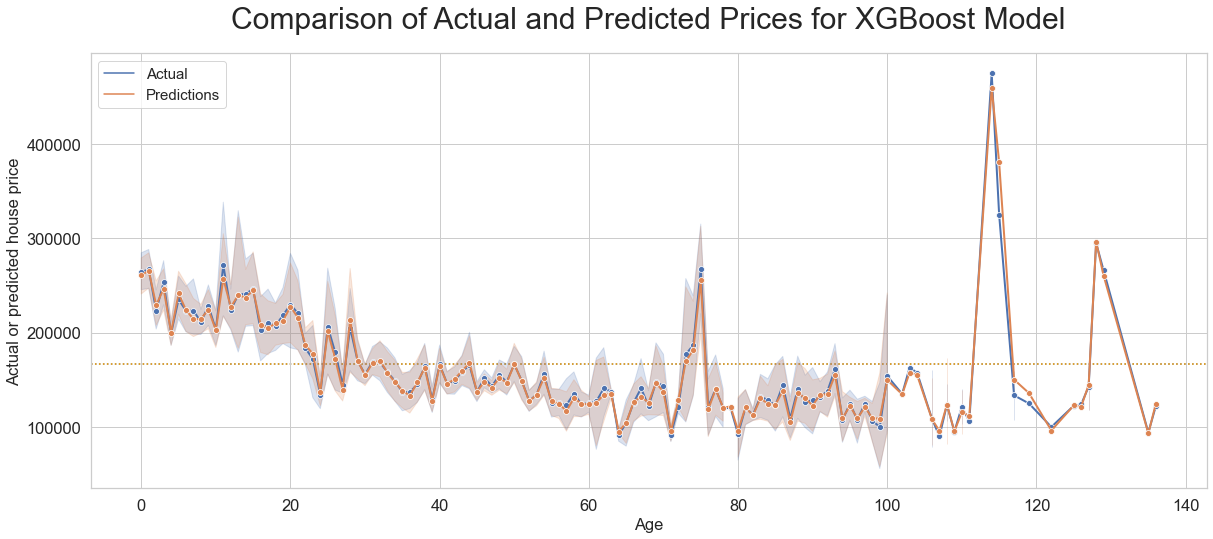 Comparison of Actual and Predicted Prices for XGBoost Model
Actual
Predictions
Actual or predicted house price
400000
300000
200000
100000
0 20 40 60 80 100 120 140
Age